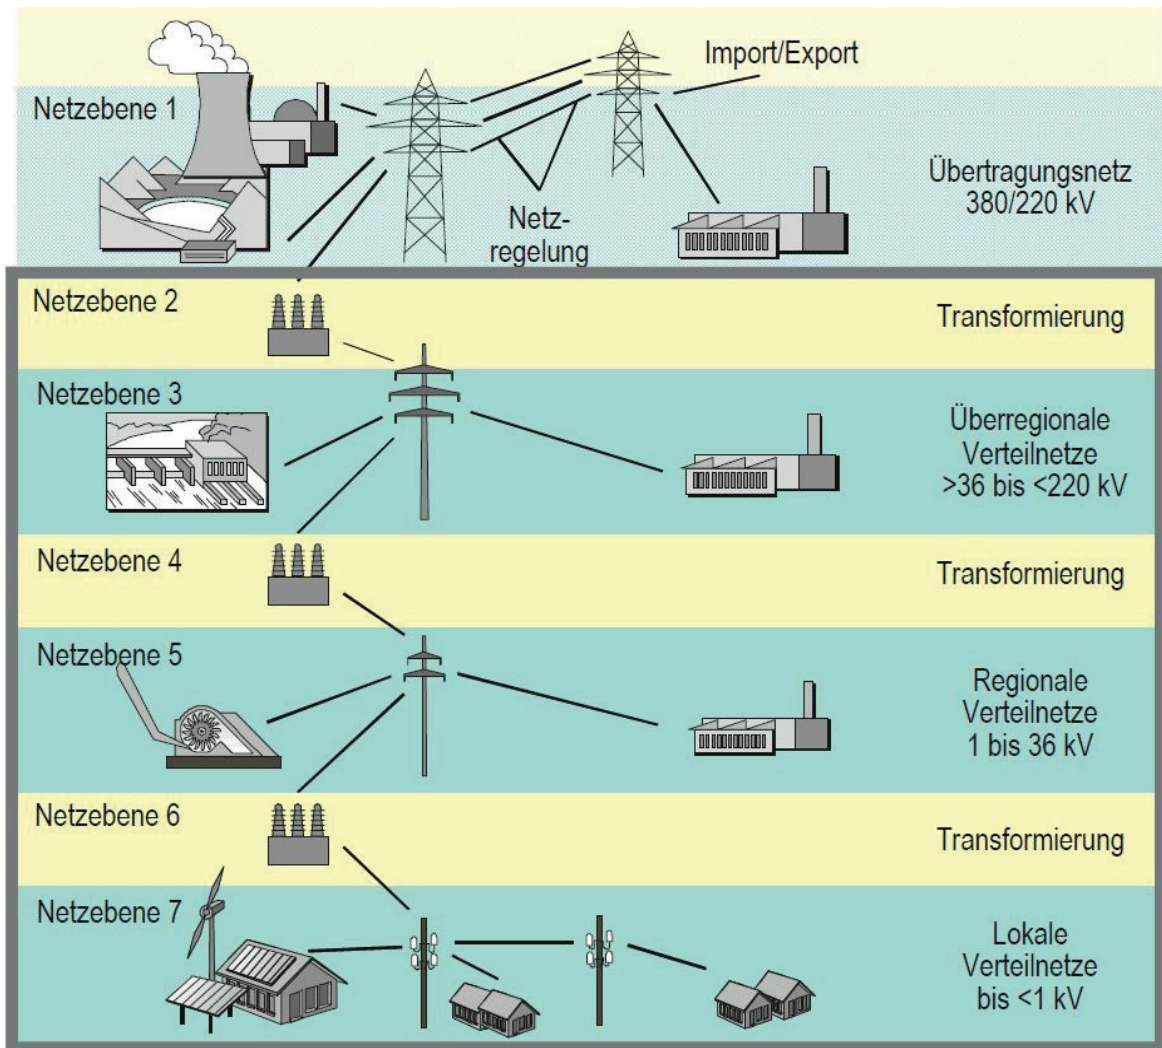 Import/Export
Netzebene 1
Übertragungsnetz
380/220 kV
Netz-
regelung
Netzebene 2
Transformierung
Netzebene 3
Überregionale
Verteilnetze
>36 bis <220 kV
Netzebene 4
Transformierung
Netzebene 5
Regionale
Verteilnetze
1 bis 36 kV
Netzebene 6
Transformierung
Netzebene 7
Lokale
Verteilnetze
bis <1 kV